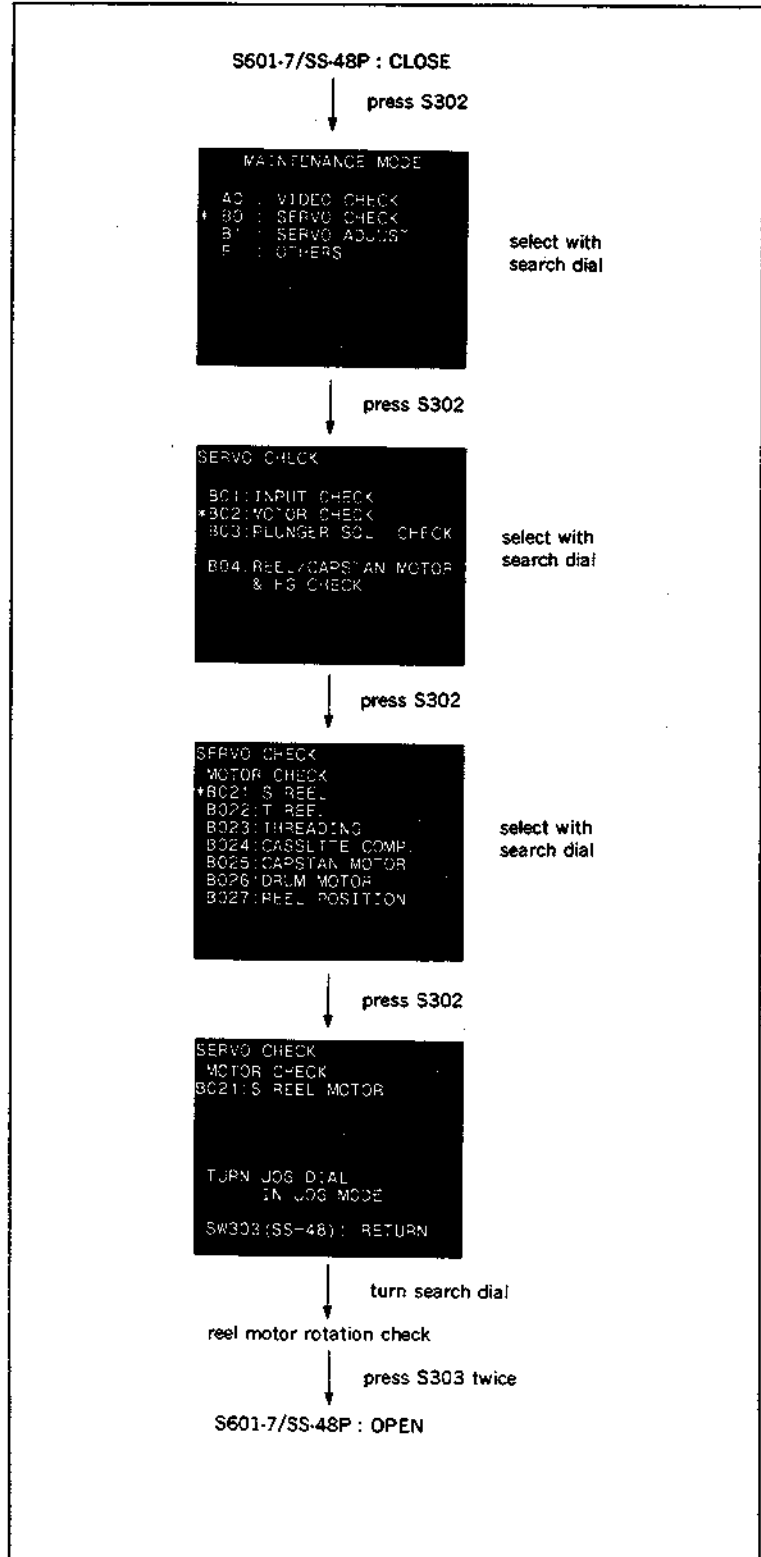 S601-7/SS-48P : CLOSE
press S302
MAINTENANCE MODE
A0 : VIDEO CHECK
* B0 : SERVO CHECK
B1 : SERVO ADJUST
F : OTHERS
select with
search dial
press S302
SERVO CHECK
B01:INPUT CHECK
*B02:MOTOR CHECK
B03:PLUNGER SOL. CHECK
B04:REEL/CAPSTAN MOTOR
& FG CHECK
select with
search dial
press S302
SERVO CHECK
MOTOR CHECK
*B021:S REEL
B022:T REEL
B023:THREADING
B024:CASSETTE COMP.
B025:CAPSTAN MOTOR
B026:DRUM MOTOR
B027:REEL POSITION
select with
search dial
press S302
SERVO CHECK
MOTOR CHECK
B021:S REEL MOTOR
TURN JOG DIAL
IN JOG MODE
SW303(SS-48): RETURN
turn search dial
reel motor rotation check
press S303 twice
S601-7/SS-48P : OPEN